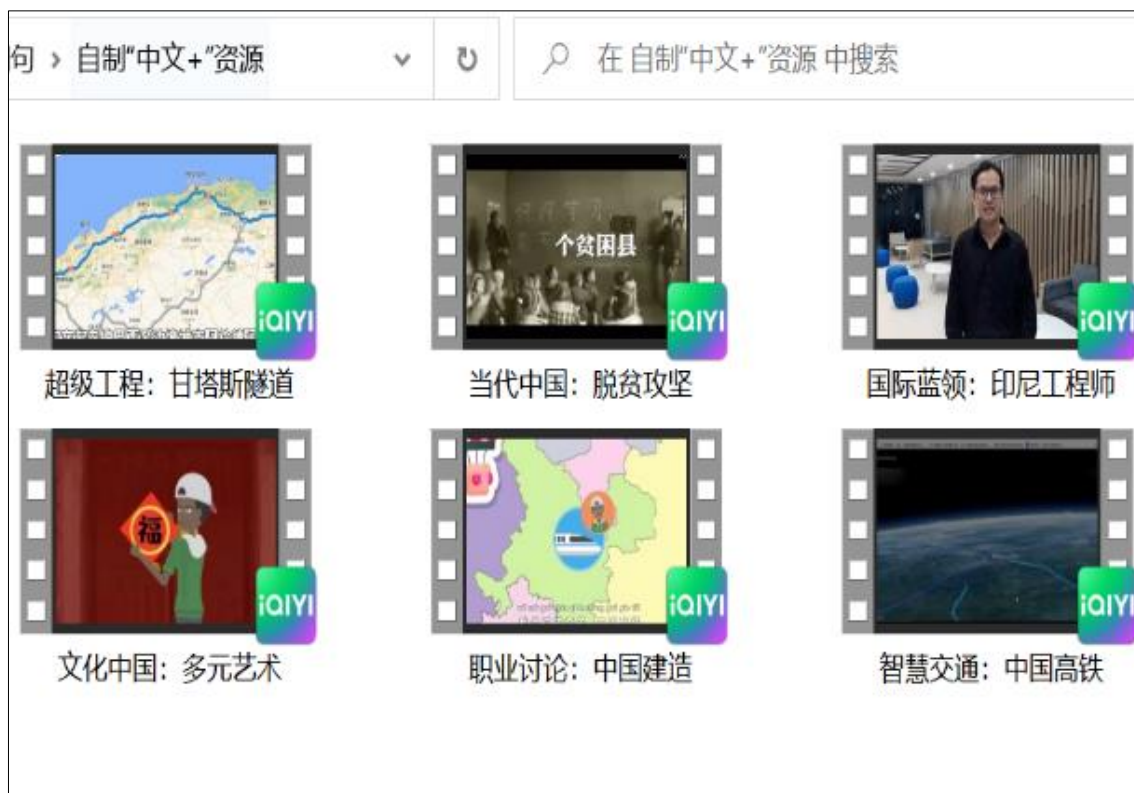 句 › 自制“中文+”资源
在 自制“中文+”资源 中搜索
个贫困县
iQIYI
iQIYI
iQIYI
超级工程：甘塔斯隧道
当代中国：脱贫攻坚
国际蓝领：印尼工程师
福
iQIYI
iQIYI
iQIYI
文化中国：多元艺术
职业讨论：中国建造
智慧交通：中国高铁